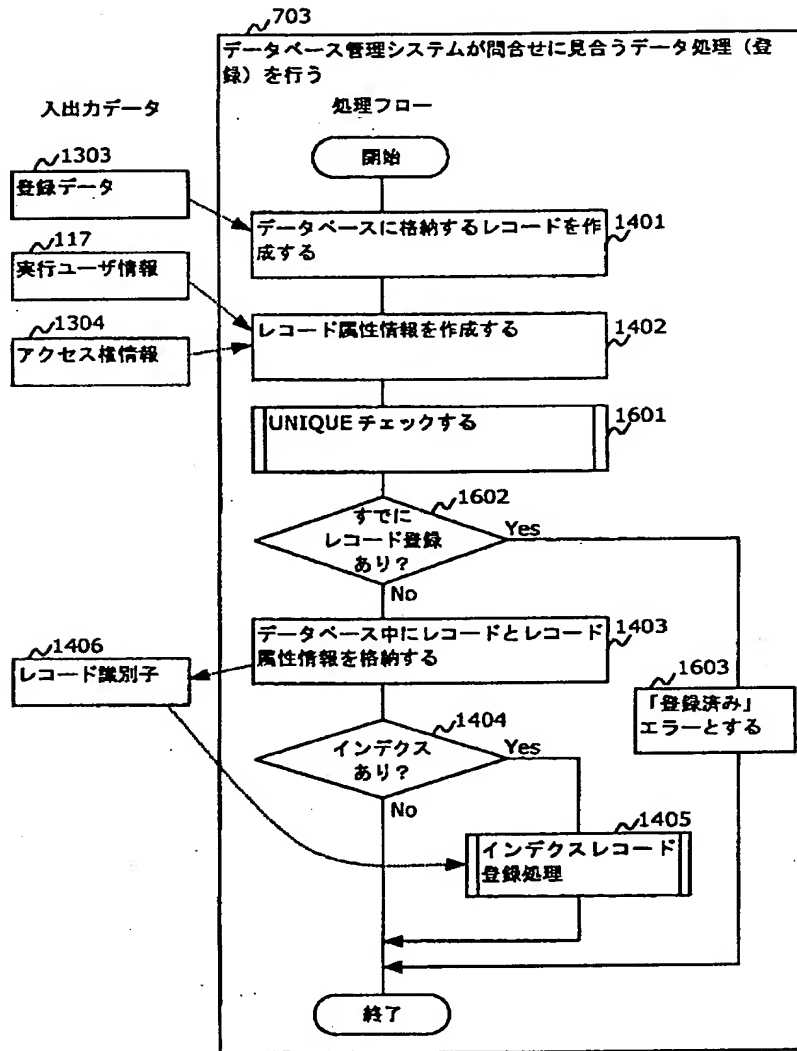 703
データベース管理システムが問合せに見合うデータ処理（登
録）を行う
入出力データ
処理フロー
開始
1303
登録データ
データベースに格納するレコードを作
成する
1401
117
実行ユーザ情報
レコード属性情報を作成する
1402
1304
アクセス権情報
UNIQUEチェックする
1601
1602
すでに
レコード登録
あり？
Yes
No
データベース中にレコードとレコード
属性情報を格納する
1403
1406
レコード識別子
1603
「登録済み」
エラーとする
1404
インデクス
あり？
Yes
No
1405
インデクスレコード
登録処理
終了